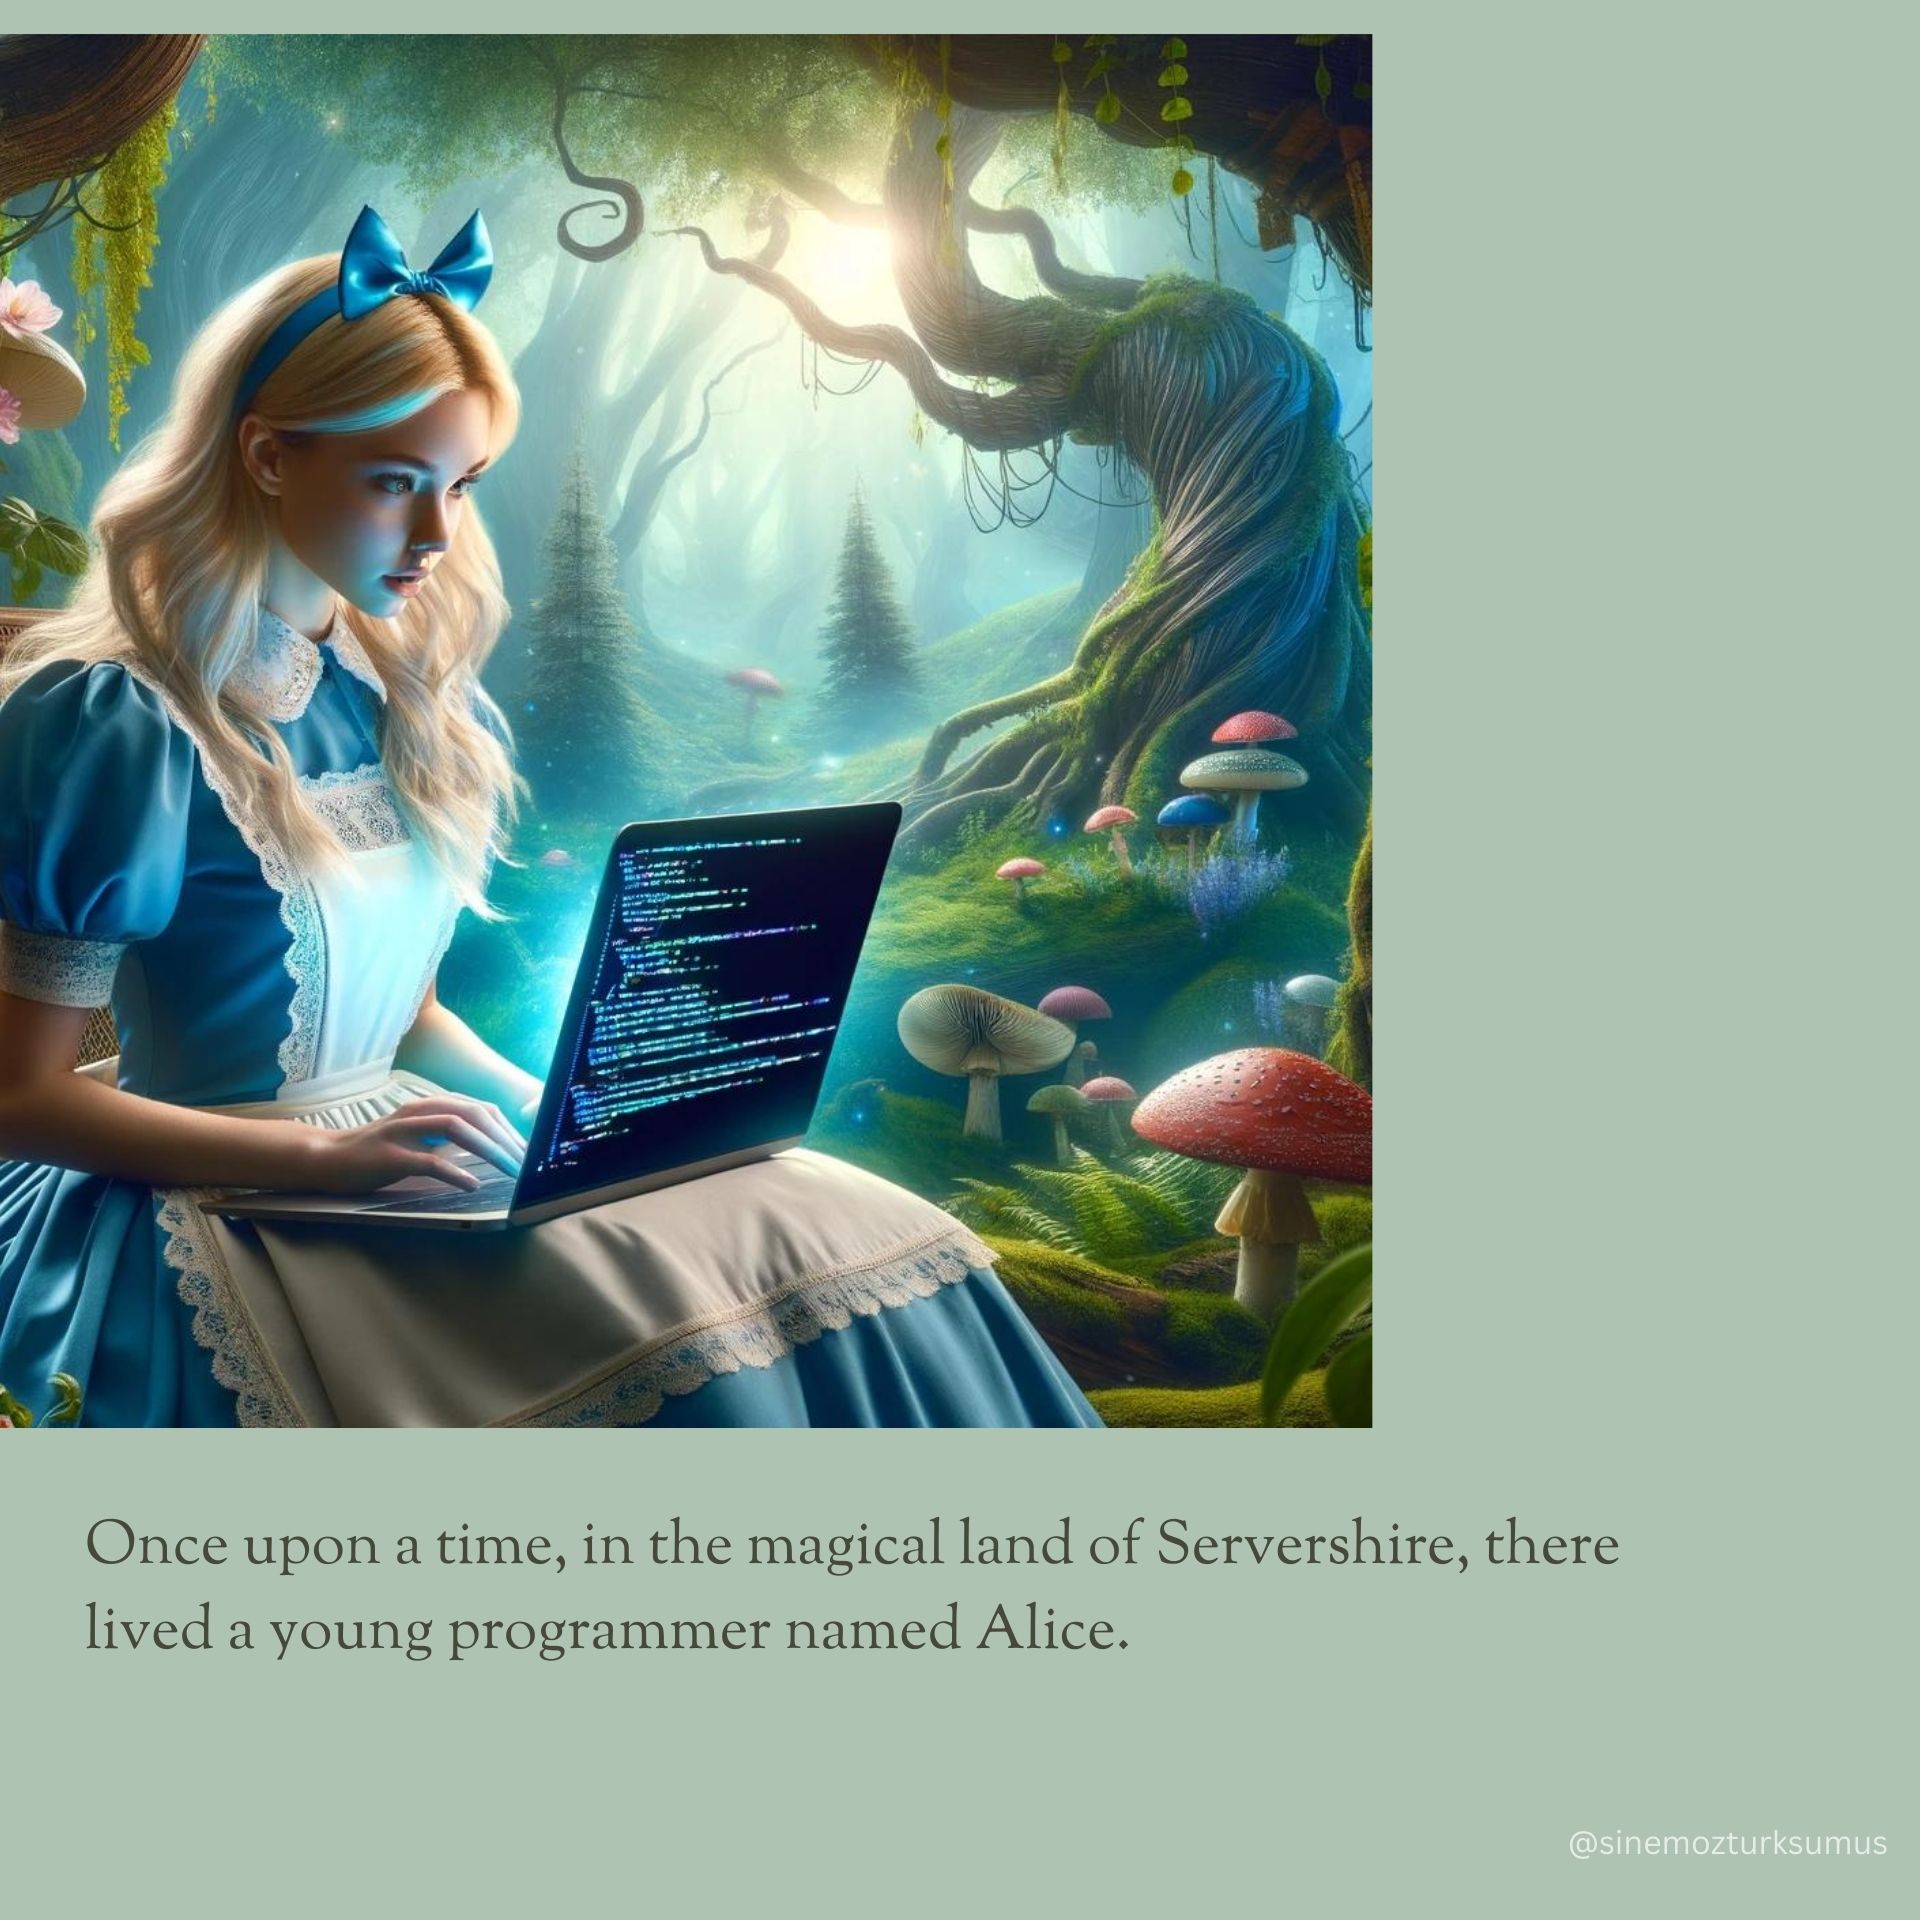 Once upon a time, in the magical land of Servershire, there
lived a young programmer named Alice.
@sinemozturksumus